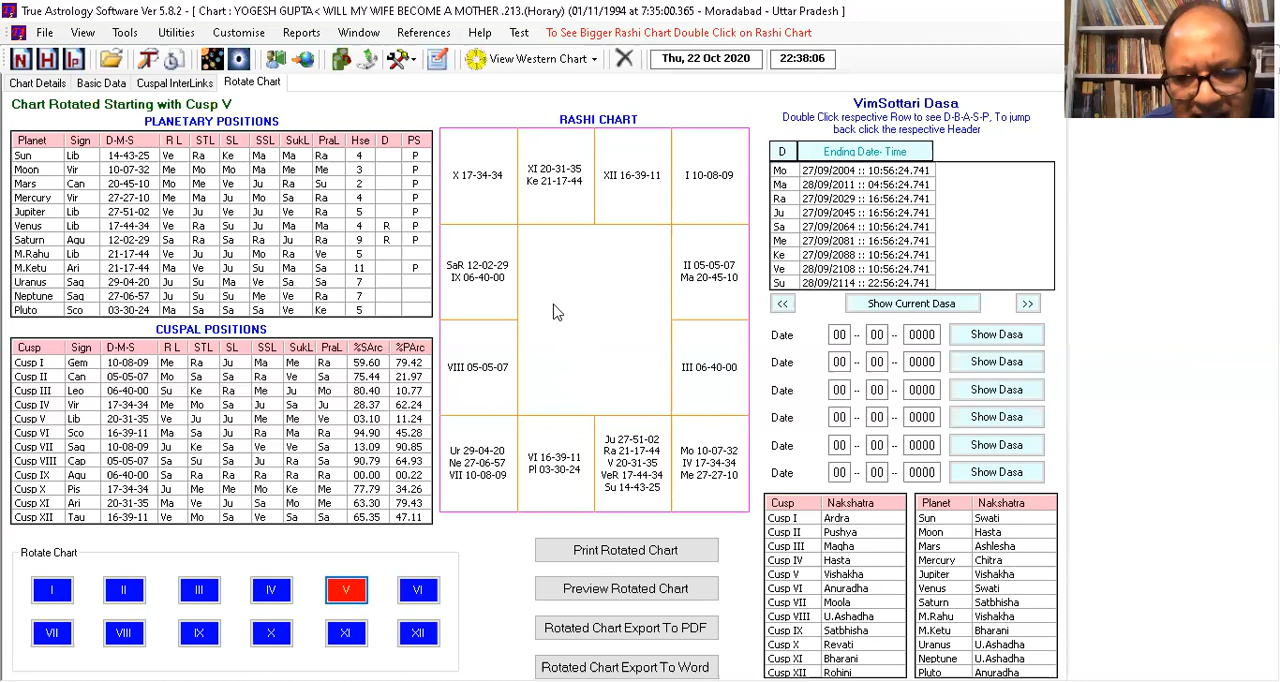 True Astrology Software Ver 5.8.2 - [ Chart : YOGESH GUPTA< WILL MY WIFE BECOME A MOTHER .213.(Horary) (01/11/1994 at 7:35:00.365 - Moradabad - Uttar Pradesh ]
File View Tools Utilities Customise Reports Window References Help Test To See Bigger Rashi Chart Double Click on Rashi Chart
N H Ip View Western Chart Thu, 22 Oct 2020 22:38:06
Chart Details Basic Data Cuspal InterLinks Rotate Chart
Chart Rotated Starting with Cusp V
PLANETARY POSITIONS
Planet Sign D-M-S R L STL SL SSL SukL PraL Hse D PS
Sun Lib 14-43-25 Ve Ra Ke Ma Ma Ra 4 P
Moon Vir 10-07-32 Me Mo Mo Ma Me Ra 3 P
Mars Can 20-45-10 Mo Me Ve Ju Ra Su 2 P
Mercury Vir 27-27-10 Me Ma Ju Mo Sa Ra 4 P
Jupiter Lib 27-51-02 Ve Ju Ve Ju Ve Ra 5 P
Venus Lib 17-44-34 Ve Ra Su Ju Ma Ma 4 R P
Saturn Aqu 12-02-29 Sa Ra Sa Ra Ju Ra 9 R P
M.Rahu Lib 21-17-44 Ve Ju Ju Mo Ra Ve 5
M.Ketu Ari 21-17-44 Ma Ve Ju Su Ma Sa 11 P
Uranus Sag 29-04-20 Ju Su Ma Ve Sa Sa 7
Neptune Sag 27-06-57 Ju Su Su Me Ve Ra 7
Pluto Sco 03-30-24 Ma Sa Sa Sa Ve Ke 5
CUSPAL POSITIONS
Cusp Sign D-M-S R L STL SL SSL SukL PraL %SArc %PArc
Cusp I Gem 10-08-09 Me Ra Ju Ma Me Ra 59.60 79.42
Cusp II Can 05-05-07 Mo Sa Sa Ra Ve Sa 75.44 21.97
Cusp III Leo 06-40-00 Su Ke Ra Me Ju Mo 80.40 10.77
Cusp IV Vir 17-34-34 Me Mo Sa Ju Sa Ju 28.37 62.24
Cusp V Lib 20-31-35 Ve Ju Ju Me Me Ve 03.10 11.24
Cusp VI Sco 16-39-11 Ma Sa Ju Ra Ma Ra 94.90 45.28
Cusp VII Sag 10-08-09 Ju Ke Sa Me Ve Ra 13.09 90.85
Cusp VIII Cap 05-05-07 Sa Su Sa Ju Ra Sa 90.79 64.93
Cusp IX Aqu 06-40-00 Sa Ra Ra Ra Ra Ra 00.00 00.22
Cusp X Pis 17-34-34 Ju Me Me Mo Ke Me 77.79 34.26
Cusp XI Ari 20-31-35 Ma Ve Ju Sa Mo Me 63.30 79.43
Cusp XII Tau 16-39-11 Ve Mo Sa Ve Sa Sa 65.35 47.11
Rotate Chart
I II III IV V VI
VII VIII IX X XI XII
RASHI CHART
X 17-34-34
XI 20-31-35
Ke 21-17-44
XII 16-39-11
I 10-08-09
SaR 12-02-29
IX 06-40-00
II 05-05-07
Ma 20-45-10
VIII 05-05-07
III 06-40-00
Ur 29-04-20
Ne 27-06-57
VII 10-08-09
VI 16-39-11
Pl 03-30-24
Ju 27-51-02
Ra 21-17-44
V 20-31-35
VeR 17-44-34
Su 14-43-25
Mo 10-07-32
IV 17-34-34
Me 27-27-10
Print Rotated Chart
Preview Rotated Chart
Rotated Chart Export To PDF
Rotated Chart Export To Word
VimSottari Dasa
Double Click respective Row to see D-B-A-S-P, To jump
back click the respective Header
D Ending Date- Time
Mo 27/09/2004 :: 10:56:24.741
Ma 28/09/2011 :: 04:56:24.741
Ra 27/09/2029 :: 16:56:24.741
Ju 27/09/2045 :: 16:56:24.741
Sa 27/09/2064 :: 10:56:24.741
Me 27/09/2081 :: 16:56:24.741
Ke 27/09/2088 :: 10:56:24.741
Ve 28/09/2108 :: 10:56:24.741
Su 28/09/2114 :: 22:56:24.741
<< Show Current Dasa >>
Date 00 -- 00 -- 0000 Show Dasa
Date 00 -- 00 -- 0000 Show Dasa
Date 00 -- 00 -- 0000 Show Dasa
Date 00 -- 00 -- 0000 Show Dasa
Date 00 -- 00 -- 0000 Show Dasa
Date 00 -- 00 -- 0000 Show Dasa
Cusp Nakshatra
Cusp I Ardra
Cusp II Pushya
Cusp III Magha
Cusp IV Hasta
Cusp V Vishakha
Cusp VI Anuradha
Cusp VII Moola
Cusp VIII U.Ashadha
Cusp IX Satbhisha
Cusp X Revati
Cusp XI Bharani
Cusp XII Rohini
Planet Nakshatra
Sun Swati
Moon Hasta
Mars Ashlesha
Mercury Chitra
Jupiter Vishakha
Venus Swati
Saturn Satbhisha
M.Rahu Vishakha
M.Ketu Bharani
Uranus U.Ashadha
Neptune U.Ashadha
Pluto Anuradha